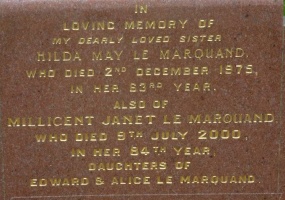 IN
LOVING MEMORY OF
MY DEARLY LOVED SISTER
HILDA MAY LE MARQUAND,
WHO DIED 2ND DECEMBER 1975,
IN HER 83RD YEAR.
ALSO OF
MILLICENT JANET LE MARQUAND
WHO DIED 9TH JULY 2000,
IN HER 84TH YEAR
DAUGHTERS OF
EDWARD & ALICE LE MARQUAND.